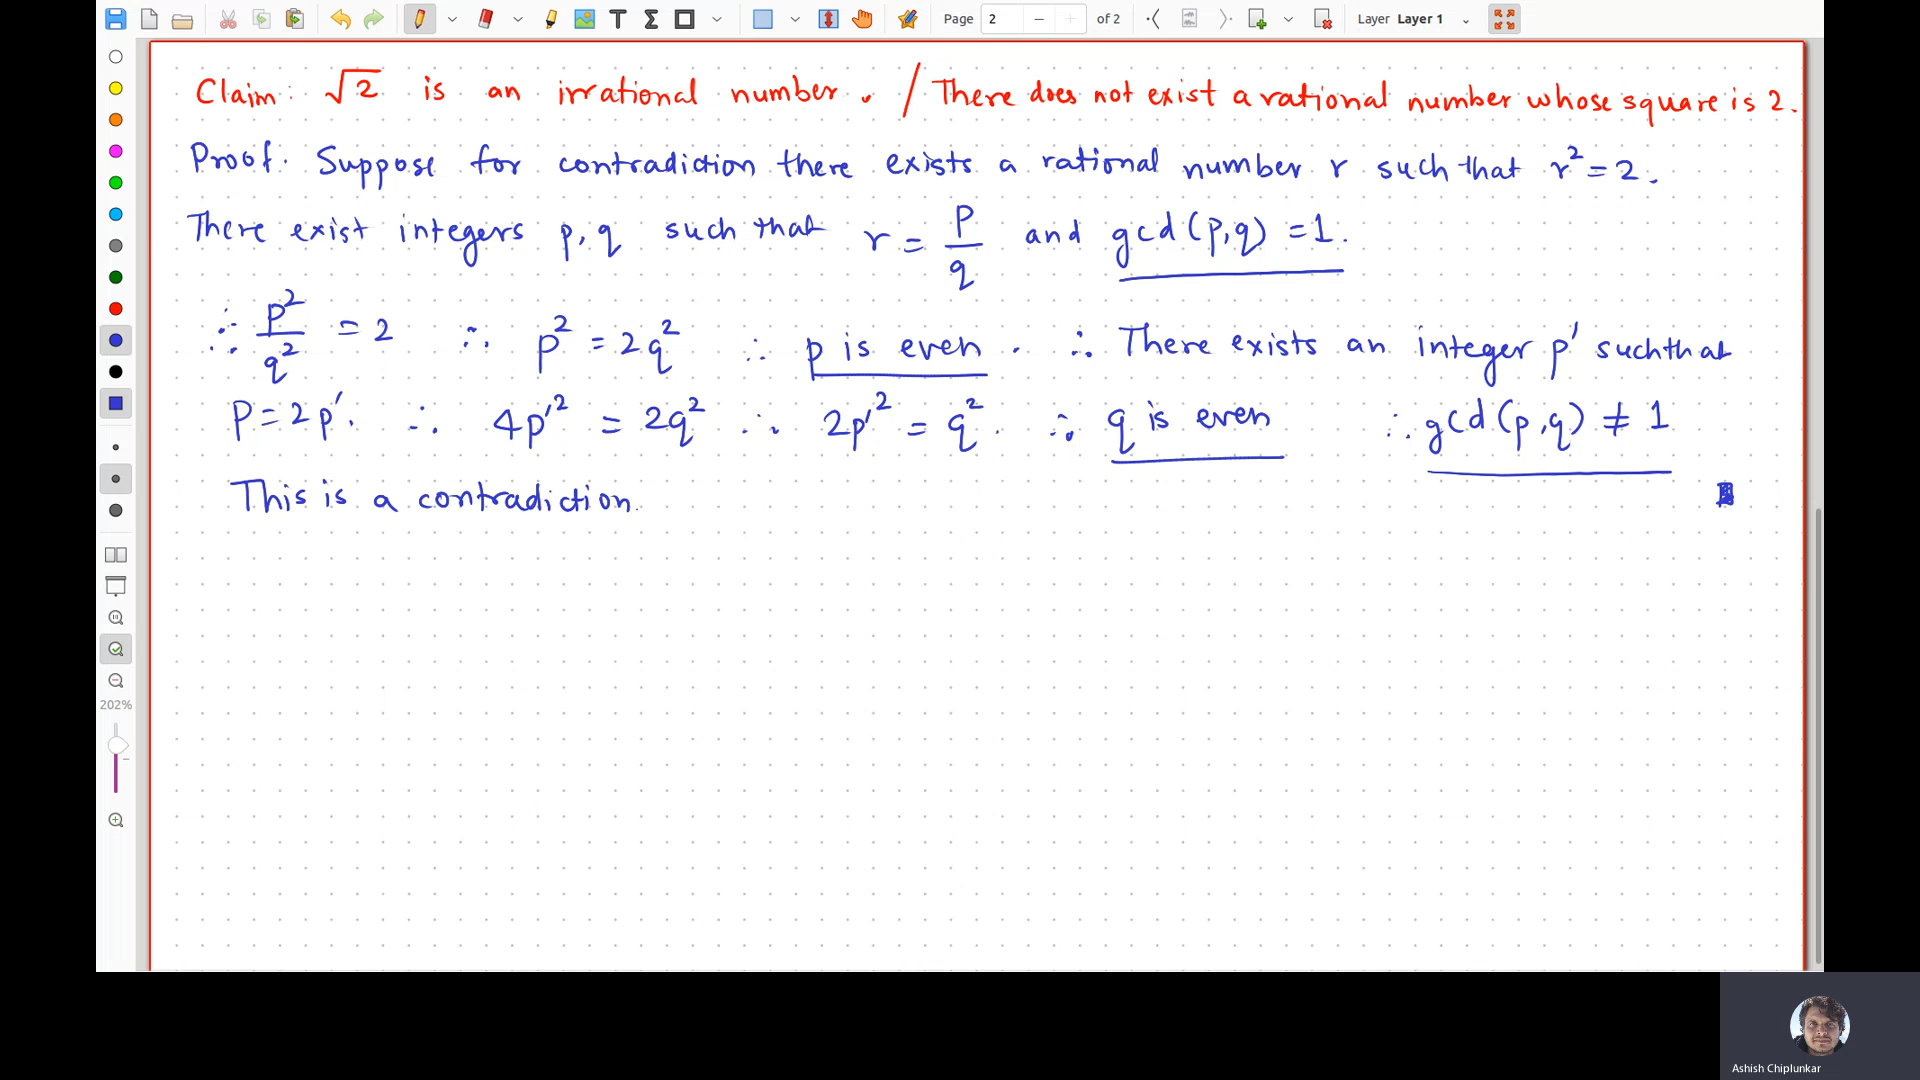 Page 2 of 2 Layer Layer 1
Claim: √2 is an irrational number. / There does not exist a rational number whose square is 2.
Proof. Suppose for contradiction there exists a rational number r such that r² = 2.
There exist integers p, q such that r = p/q and gcd(p,q) = 1.
∴ p²/q² = 2 ∴ p² = 2q² ∴ p is even. ∴ There exists an integer p' such that
p = 2p'. ∴ 4p'² = 2q² ∴ 2p'² = q². ∴ q is even ∴ gcd(p,q) ≠ 1
This is a contradiction.
202%
Ashish Chiplunkar